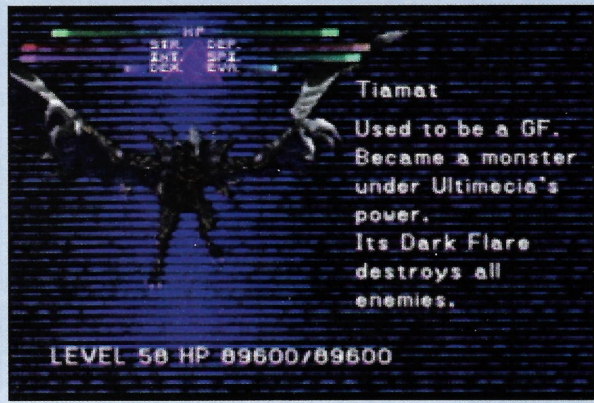 HP
STR. DEF.
INT. SPI.
DEX. EVA.
Tiamat
Used to be a GF.
Became a monster
under Ultimecia's
power.
Its Dark Flare
destroys all
enemies.
LEVEL 58 HP 89600/89600